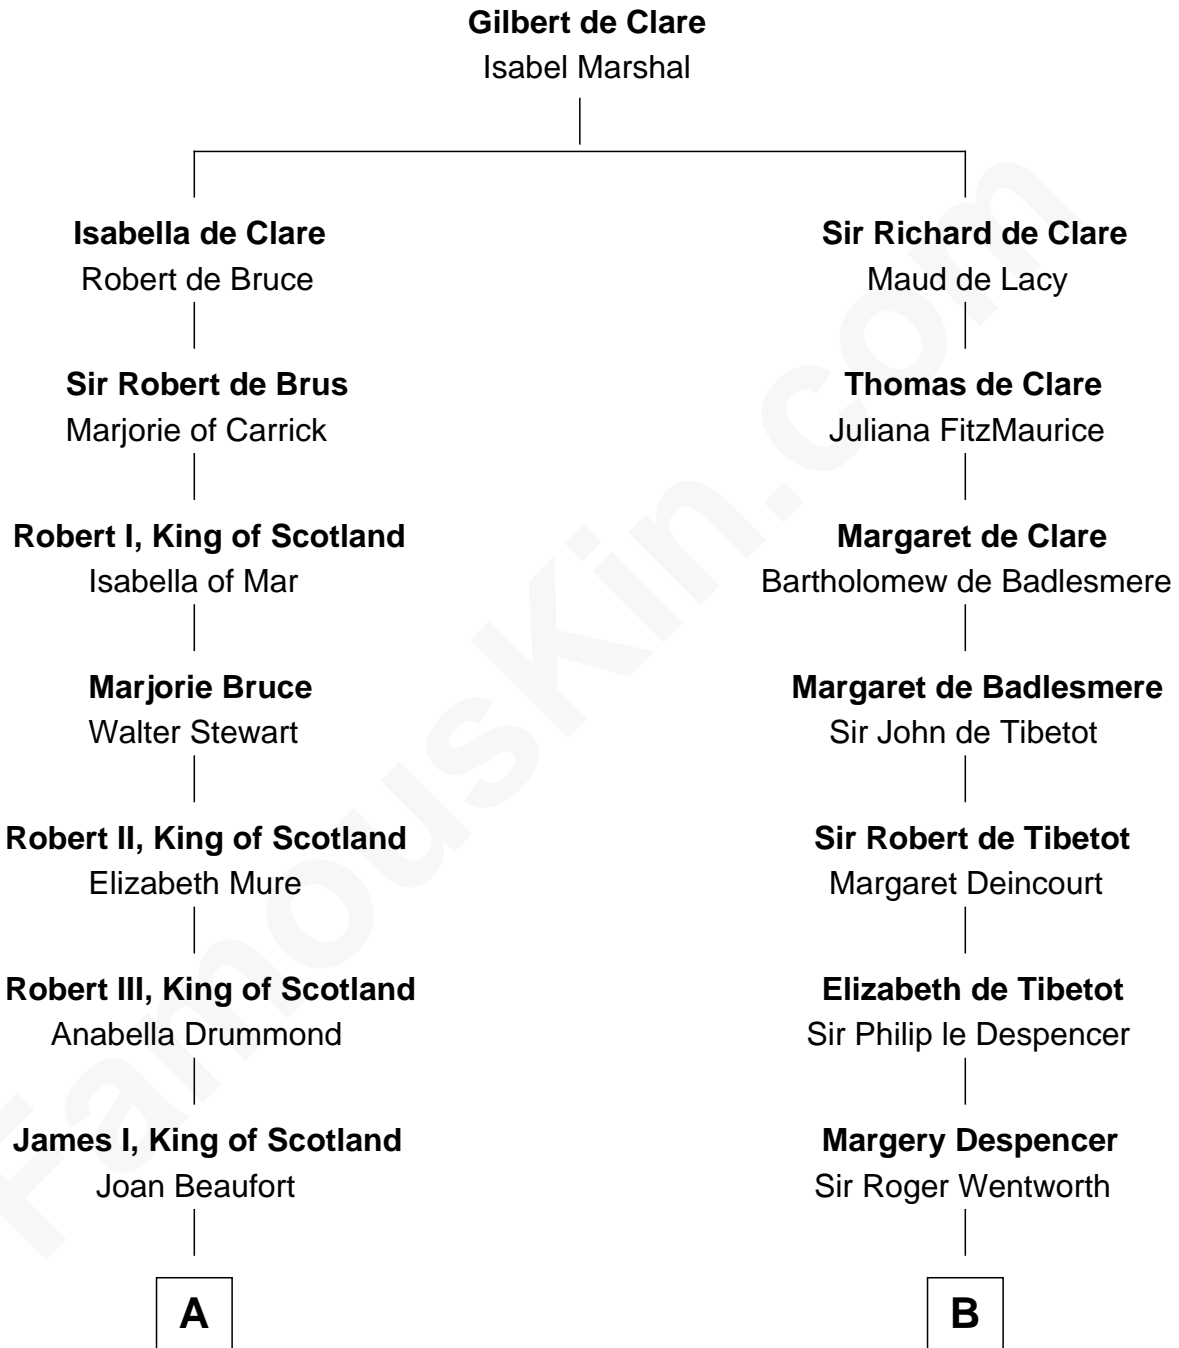 Gilbert de Clare
Isabel Marshal
Isabella de Clare
Robert de Bruce
Sir Richard de Clare
Maud de Lacy
Sir Robert de Brus
Marjorie of Carrick
Thomas de Clare
Juliana FitzMaurice
Robert I, King of Scotland
Isabella of Mar
Margaret de Clare
Bartholomew de Badlesmere
Marjorie Bruce
Walter Stewart
Margaret de Badlesmere
Sir John de Tibetot
Robert II, King of Scotland
Elizabeth Mure
Sir Robert de Tibetot
Margaret Deincourt
Robert III, King of Scotland
Anabella Drummond
Elizabeth de Tibetot
Sir Philip le Despencer
James I, King of Scotland
Joan Beaufort
Margery Despencer
Sir Roger Wentworth
A
B
FamousKin.com